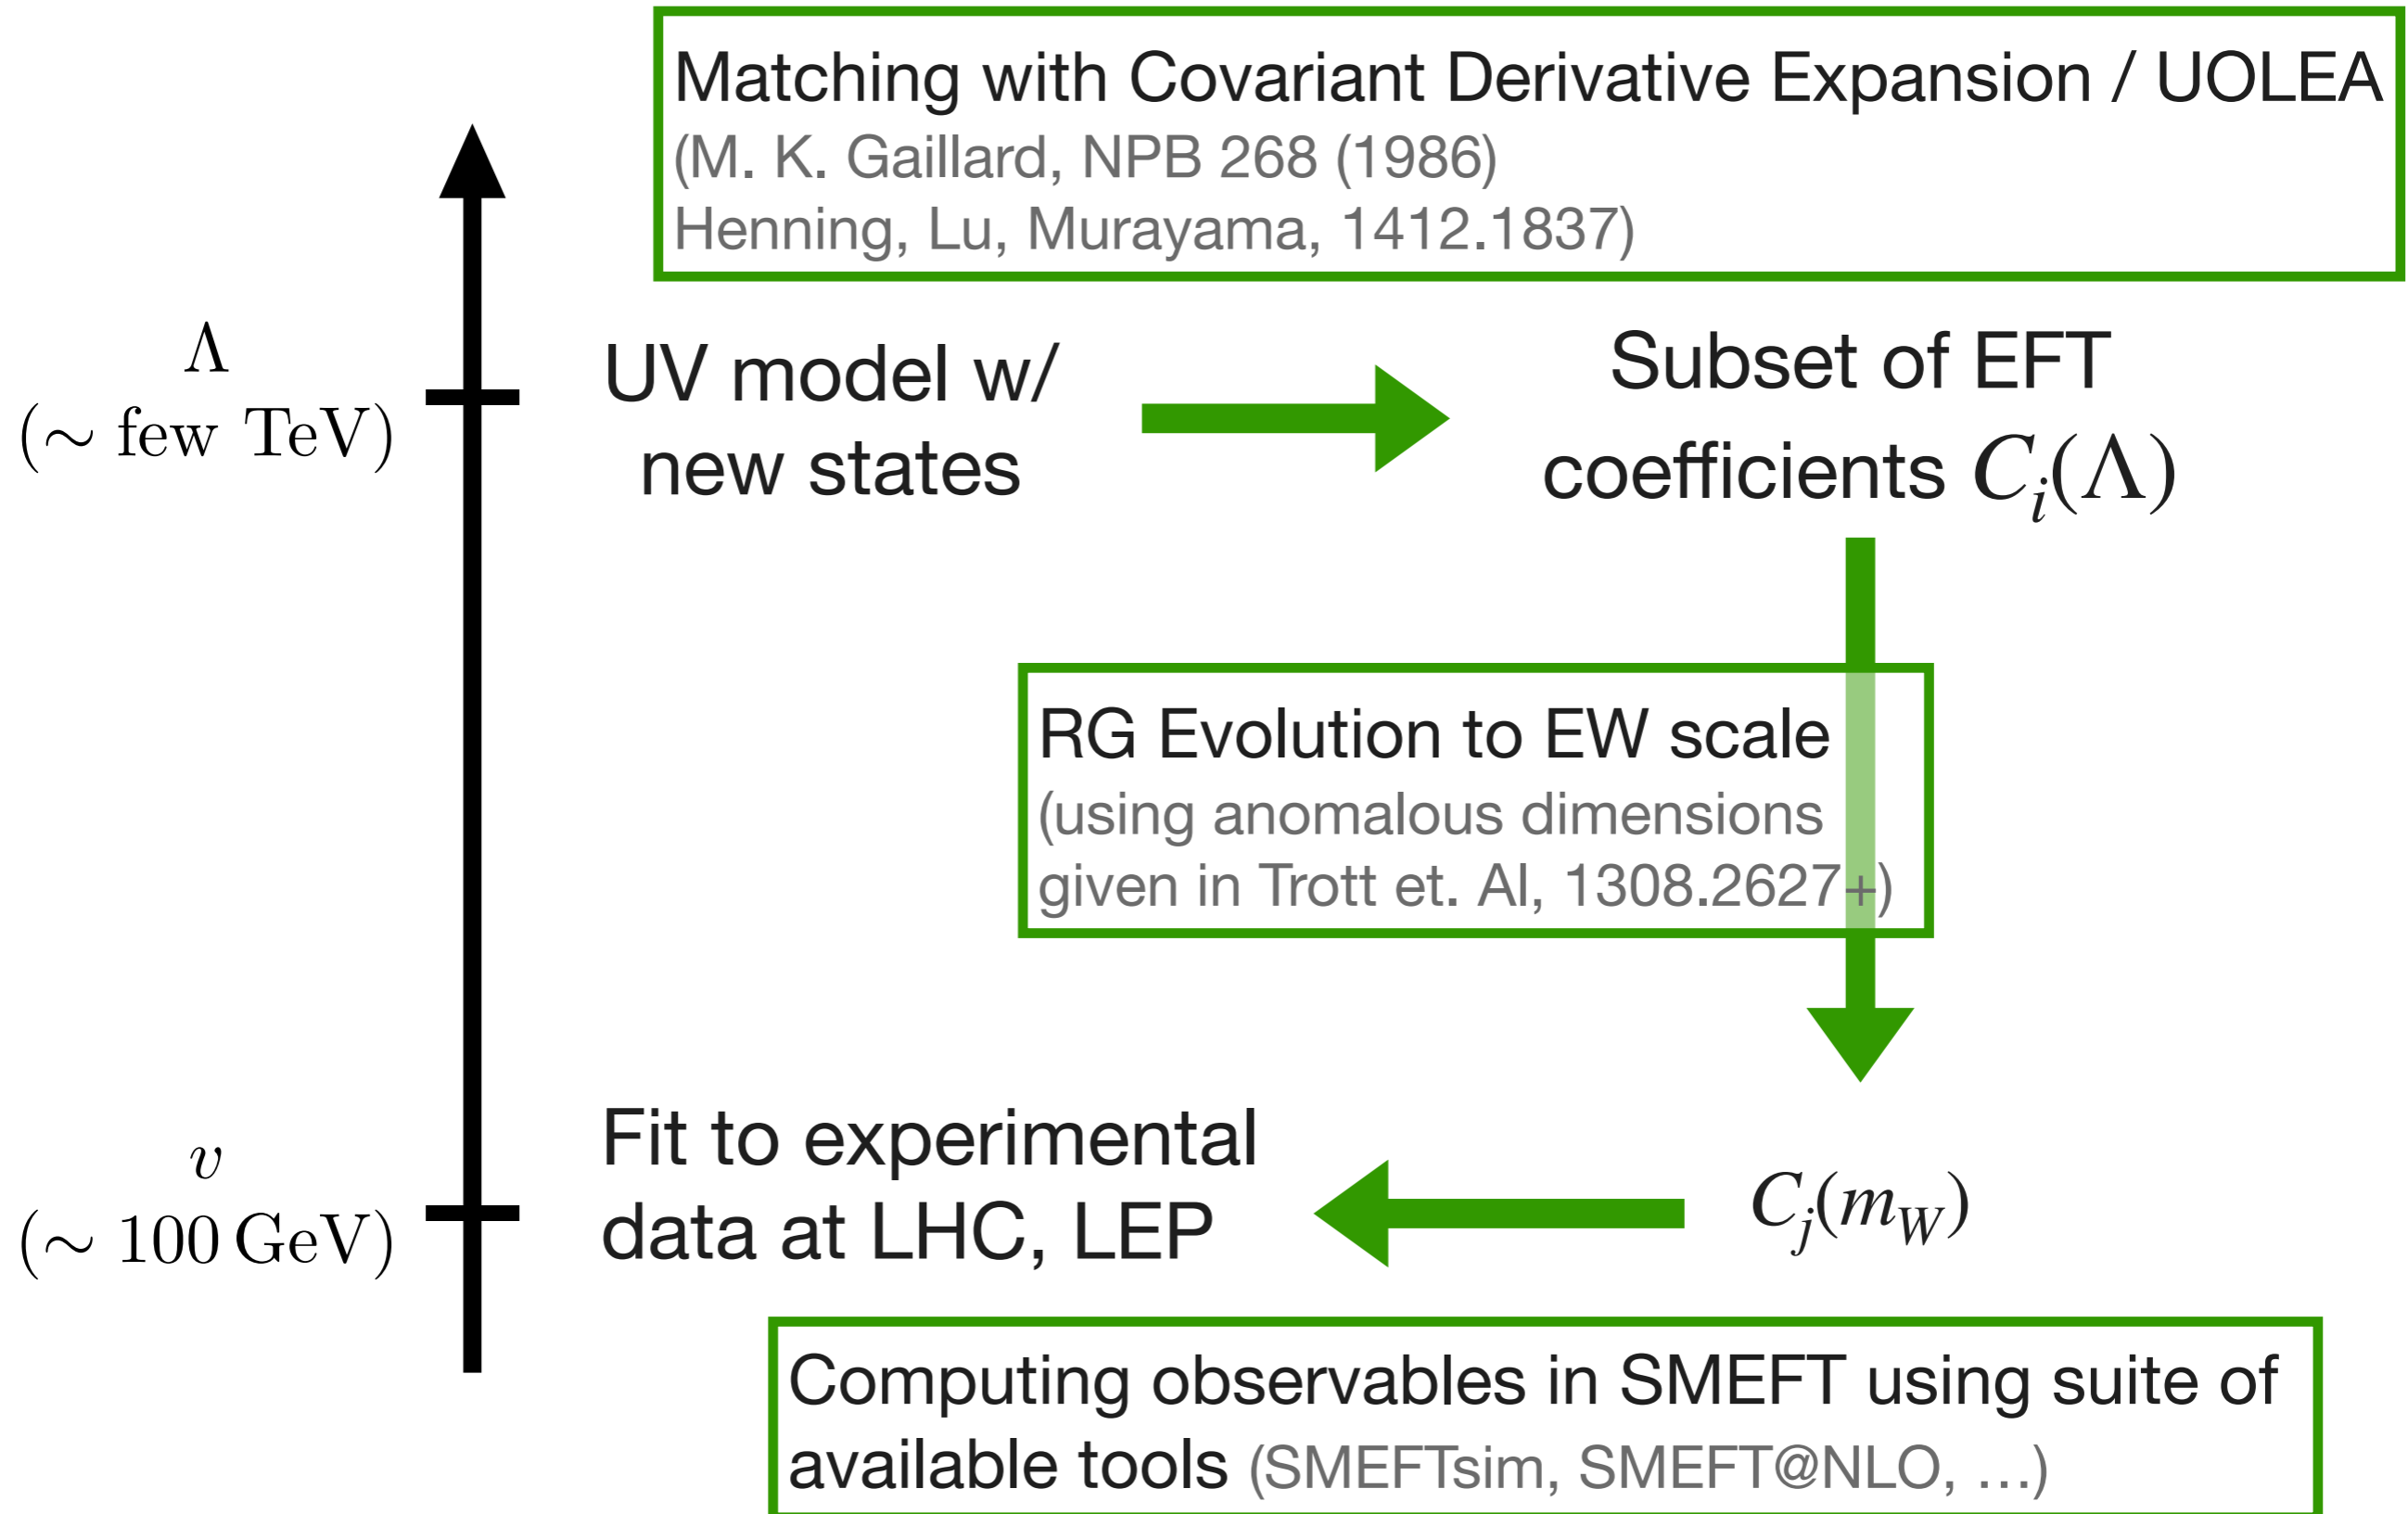 Matching with Covariant Derivative Expansion / UOLEA
(M. K. Gaillard, NPB 268 (1986)
Henning, Lu, Murayama, 1412.1837)
Λ
(∼ few TeV)
UV model w/
new states
Subset of EFT
coefficients C_i(Λ)
RG Evolution to EW scale
(using anomalous dimensions
given in Trott et. Al, 1308.2627+)
v
(∼ 100 GeV)
Fit to experimental
data at LHC, LEP
C_j(m_W)
Computing observables in SMEFT using suite of
available tools (SMEFTsim, SMEFT@NLO, …)